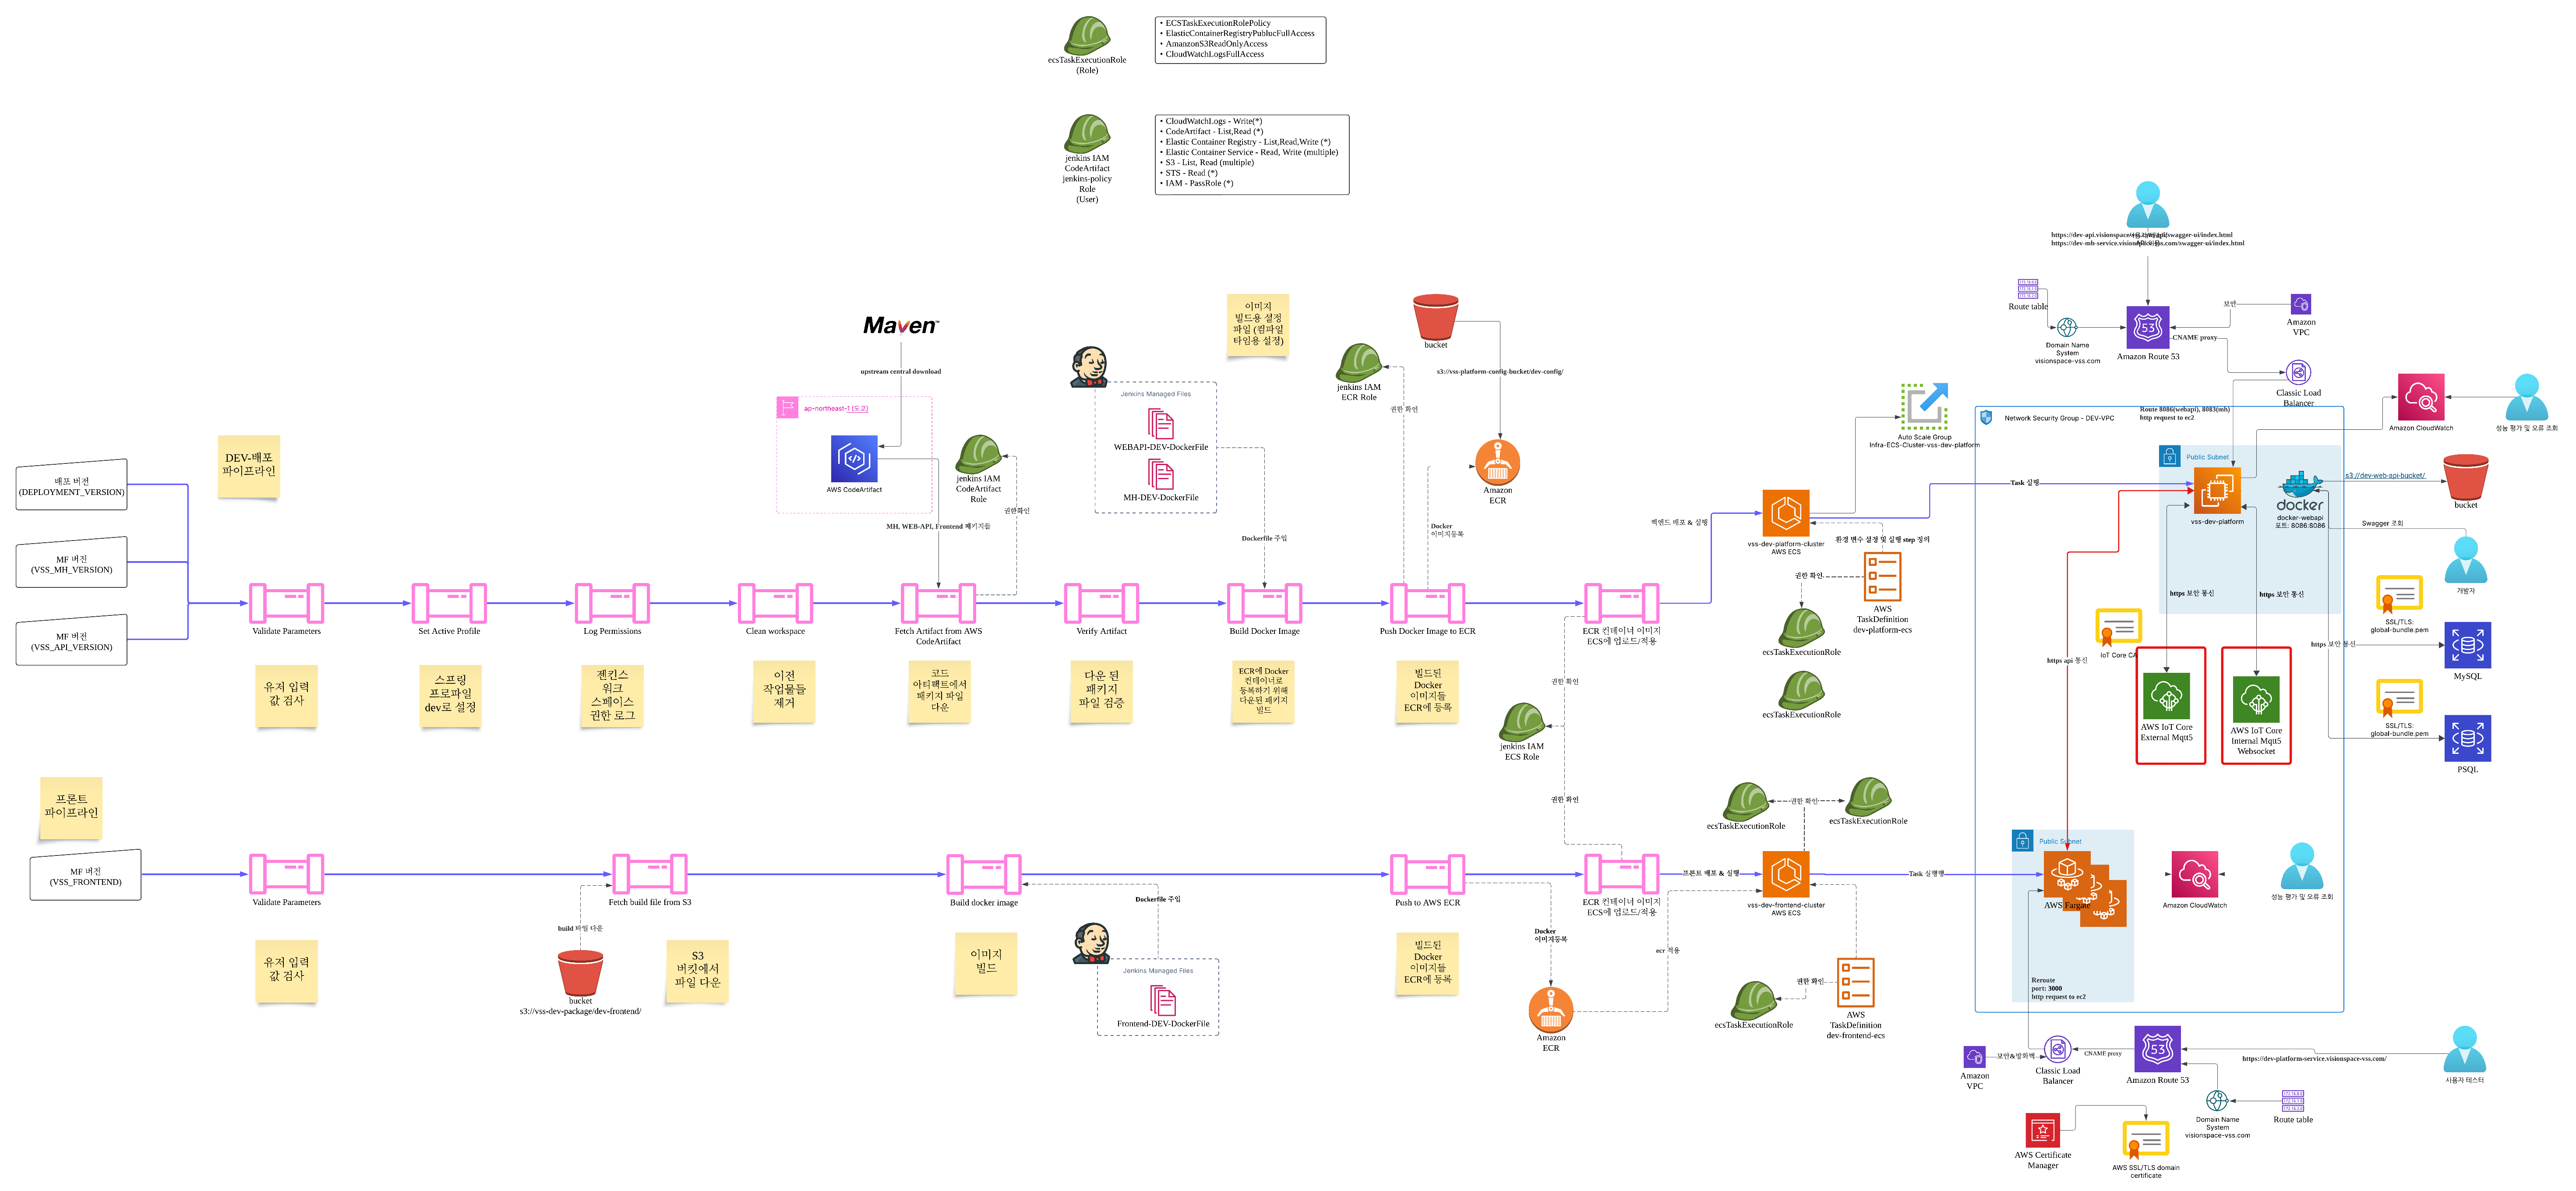 ecsTaskExecutionRole
(Role)
• ECSTaskExecutionRolePolicy
• ElasticContainerRegistryPublucFullAccess
• AmanzonS3ReadOnlyAccess
• CloudWatchLogsFullAccess
jenkins IAM
CodeArtifact
jenkins-policy
Role
(User)
• CloudWatchLogs - Write(*)
• CodeArtifact - List,Read (*)
• Elastic Container Registry - List,Read,Write (*)
• Elastic Container Service - Read, Write (multiple)
• S3 - List, Read (multiple)
• STS - Read (*)
• IAM - PassRole (*)
https://dev-mh-service.visionspace-vss.com/swagger-ui/index.html
Route table
Domain Name
System
visionspace-vss.com
Amazon Route 53
보안
Amazon
VPC
CNAME proxy
Classic Load
Balancer
Maven
upstream central download
ap-northeast-1 (도쿄)
AWS CodeArtifact
jenkins IAM
CodeArtifact
Role
권한확인
MH, WEB-API, Frontend 패키지들
이미지
빌드용 설정
파일 (컴파일
타임용 설정)
Jenkins Managed Files
WEBAPI-DEV-DockerFile
MH-DEV-DockerFile
Dockerfile 주입
jenkins IAM
ECR Role
권한 확인
bucket
s3://vss-platform-config-bucket/dev-config/
Amazon
ECR
Docker
이미지등록
DEV-배포
파이프라인
배포 버전
(DEPLOYMENT_VERSION)
MF 버전
(VSS_MH_VERSION)
MF 버전
(VSS_API_VERSION)
Validate Parameters
Set Active Profile
Log Permissions
Clean workspace
Fetch Artifact from AWS
CodeArtifact
Verify Artifact
Build Docker Image
Push Docker Image to ECR
ECR 컨테이너 이미지
ECS에 업로드/적용
유저 입력
값 검사
스프링
프로파일
dev로 설정
젠킨스
워크
스페이스
권한 로그
이전
작업물들
제거
코드
아티팩트에서
패키지 파일
다운
다운 된
패키지
파일 검증
ECR에 Docker
컨테이너로
등록하기 위해
다운된 패키지
빌드
빌드된
Docker
이미지들
ECR에 등록
백엔드 배포 & 실행
vss-dev-platform-cluster
AWS ECS
Auto Scale Group
Infra-ECS-Cluster-vss-dev-platform
환경 변수 설정 및 실행 step 정의
권한 확인
AWS
TaskDefinition
dev-platform-ecs
ecsTaskExecutionRole
ecsTaskExecutionRole
권한 확인
jenkins IAM
ECS Role
권한 확인
Task 실행
Network Security Group - DEV-VPC
Route 8086(webapi), 8083(mh)
http request to ec2
Public Subnet
vss-dev-platform
docker
docker-webapi
포트: 8086:8086
https 보안 통신
https 보안 통신
https api 통신
IoT Core CA
AWS IoT Core
External Mqtt5
AWS IoT Core
Internal Mqtt5
Websocket
Amazon CloudWatch
성능 평가 및 오류 조회
s3://dev-web-api-bucket/
bucket
Swagger 조회
개발자
SSL/TLS:
global-bundle.pem
https 보안 통신
MySQL
SSL/TLS:
global-bundle.pem
PSQL
프론트
파이프라인
MF 버전
(VSS_FRONTEND)
Validate Parameters
Fetch build file from S3
Build docker image
Push to AWS ECR
ECR 컨테이너 이미지
ECS에 업로드/적용
유저 입력
값 검사
build 파일 다운
bucket
s3://vss-dev-package/dev-frontend/
S3
버킷에서
파일 다운
이미지
빌드
Dockerfile 주입
Jenkins Managed Files
Frontend-DEV-DockerFile
빌드된
Docker
이미지들
ECR에 등록
Docker
이미지등록
Amazon
ECR
ecr 적용
프론트 배포 & 실행
vss-dev-frontend-cluster
AWS ECS
ecsTaskExecutionRole
권한 확인
ecsTaskExecutionRole
권한 확인
ecsTaskExecutionRole
AWS
TaskDefinition
dev-frontend-ecs
Task 실행행
Public Subnet
AWS Fargate
Amazon CloudWatch
성능 평가 및 오류 조회
Reroute
port: 3000
http request to ec2
Amazon
VPC
보안&방화벽
Classic Load
Balancer
CNAME proxy
Amazon Route 53
https://dev-platform-service.visionspace-vss.com/
사용자 테스터
Domain Name
System
visionspace-vss.com
Route table
AWS Certificate
Manager
AWS SSL/TLS domain
certificate